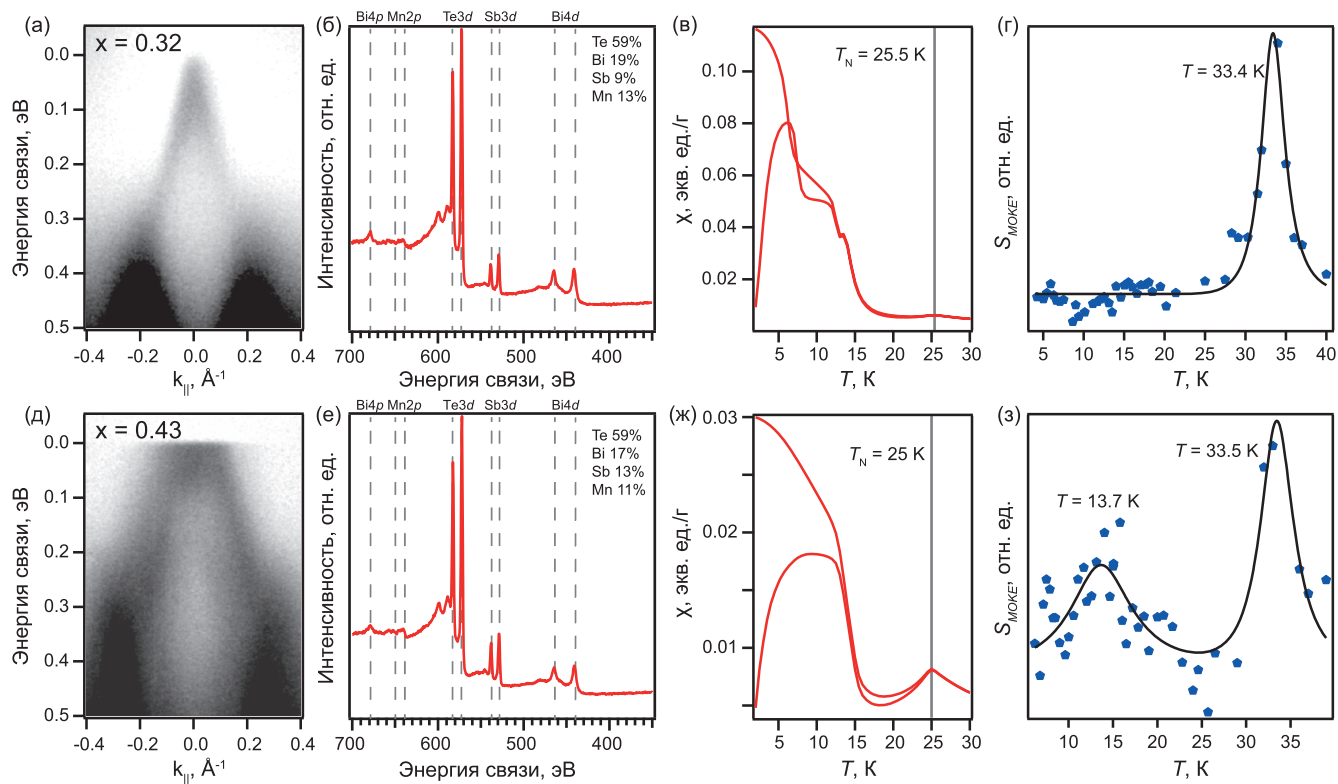 (а)
x = 0.32
0.0
0.1
0.2
0.3
0.4
0.5
Энергия связи, эВ
-0.4 -0.2 0.0 0.2 0.4
k||, Å-1
(б)
Bi4p Mn2p Te3d Sb3d Bi4d
Te 59%
Bi 19%
Sb 9%
Mn 13%
Интенсивность, отн. ед.
700 600 500 400
Энергия связи, эВ
(в)
TN = 25.5 K
0.10
0.08
0.06
0.04
0.02
χ, экв. ед./г
0 5 10 15 20 25 30
T, К
(г)
T = 33.4 K
SMOKE, отн. ед.
5 10 15 20 25 30 35 40
T, К
(д)
x = 0.43
0.0
0.1
0.2
0.3
0.4
0.5
Энергия связи, эВ
-0.4 -0.2 0.0 0.2 0.4
k||, Å-1
(е)
Bi4p Mn2p Te3d Sb3d Bi4d
Te 59%
Bi 17%
Sb 13%
Mn 11%
Интенсивность, отн. ед.
700 600 500 400
Энергия связи, эВ
(ж)
TN = 25 K
0.03
0.02
0.01
χ, экв. ед./г
0 5 10 15 20 25 30
T, К
(з)
T = 33.5 K
T = 13.7 K
SMOKE, отн. ед.
10 15 20 25 30 35
T, К